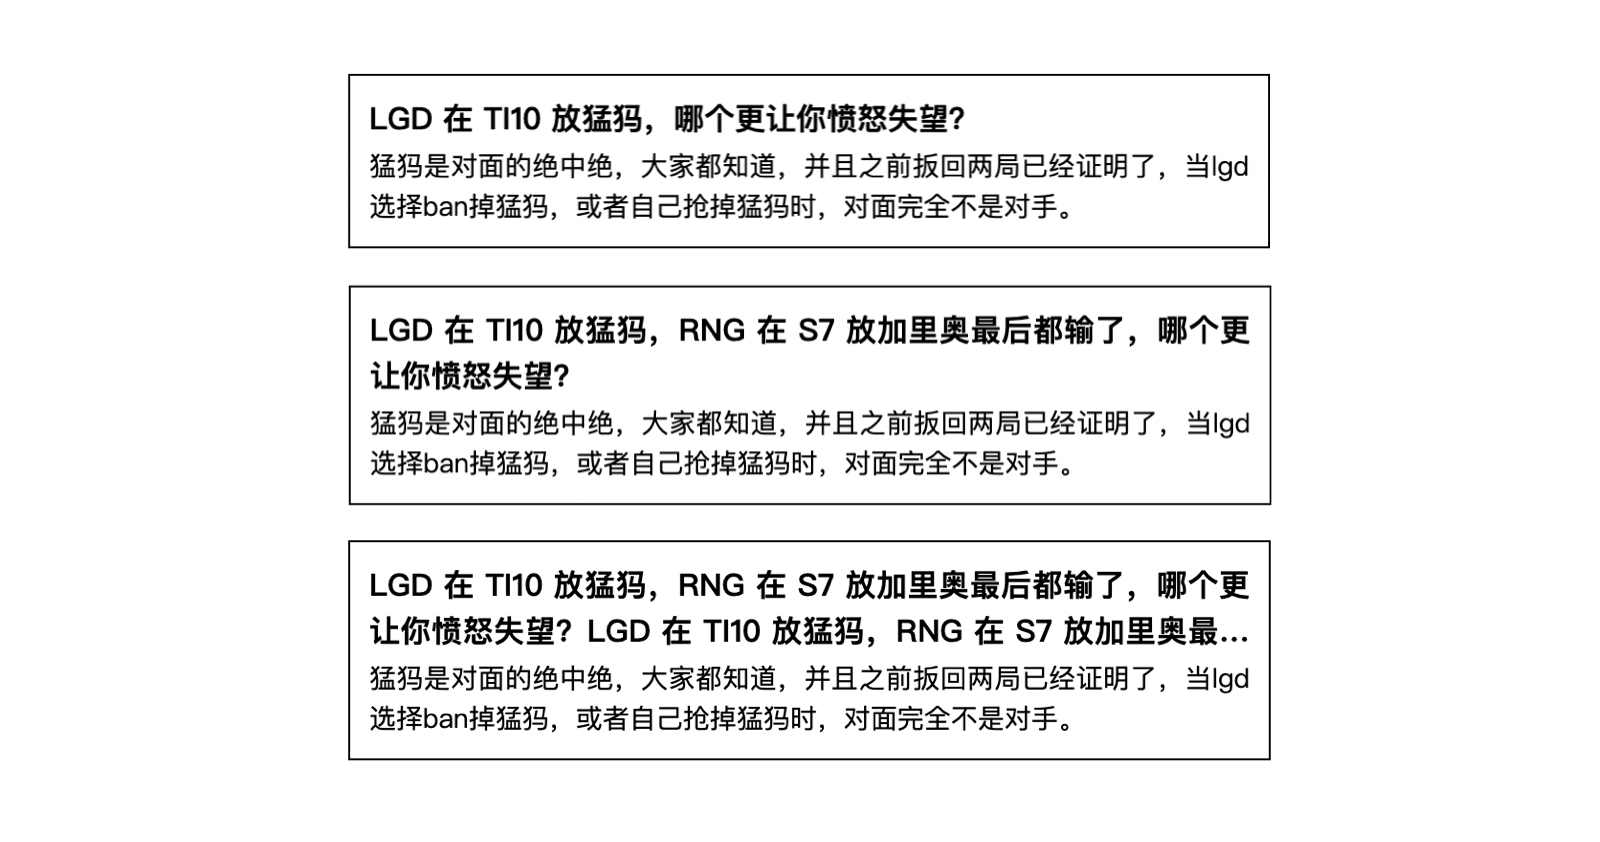 LGD 在 TI10 放猛犸，哪个更让你愤怒失望？
猛犸是对面的绝中绝，大家都知道，并且之前扳回两局已经证明了，当lgd
选择ban掉猛犸，或者自己抢掉猛犸时，对面完全不是对手。
LGD 在 TI10 放猛犸，RNG 在 S7 放加里奥最后都输了，哪个更
让你愤怒失望？
猛犸是对面的绝中绝，大家都知道，并且之前扳回两局已经证明了，当lgd
选择ban掉猛犸，或者自己抢掉猛犸时，对面完全不是对手。
LGD 在 TI10 放猛犸，RNG 在 S7 放加里奥最后都输了，哪个更
让你愤怒失望？LGD 在 TI10 放猛犸，RNG 在 S7 放加里奥最...
猛犸是对面的绝中绝，大家都知道，并且之前扳回两局已经证明了，当lgd
选择ban掉猛犸，或者自己抢掉猛犸时，对面完全不是对手。